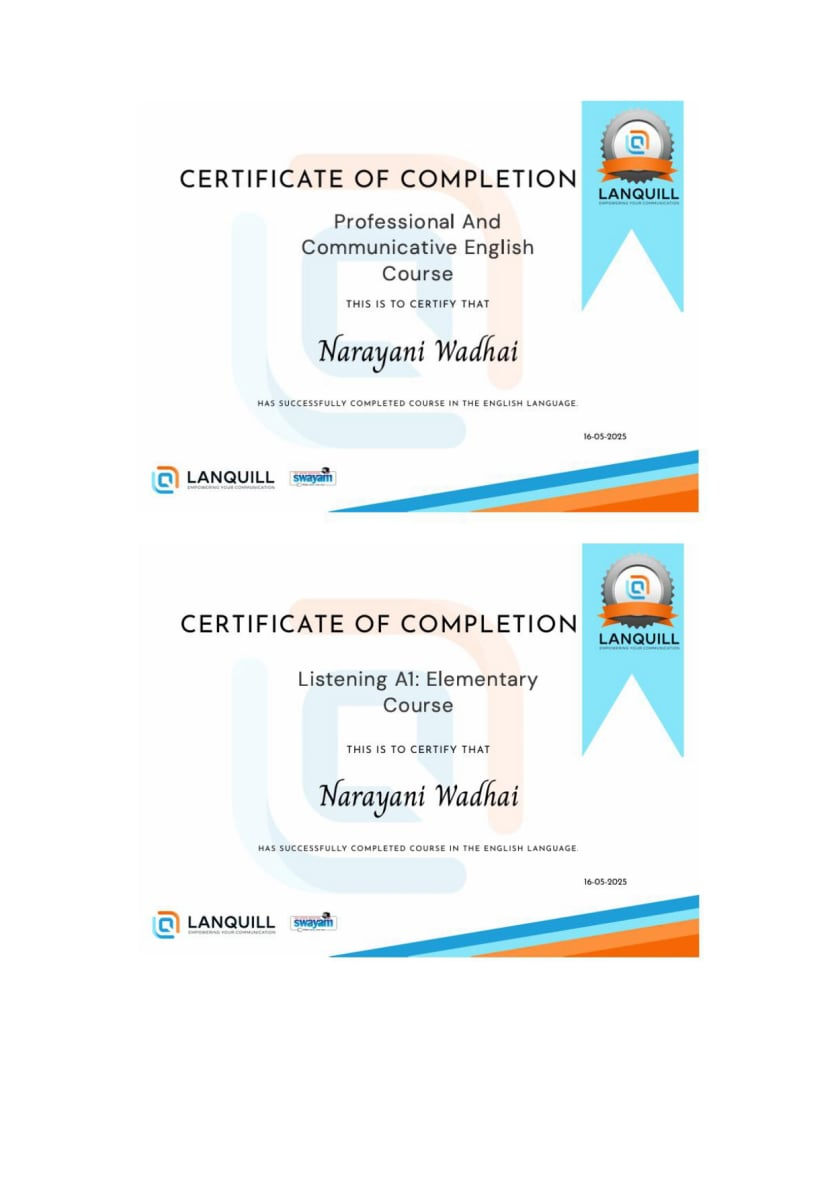 CERTIFICATE OF COMPLETION
LANQUILL
EMPOWERING YOUR COMMUNICATION
Professional And
Communicative English
Course
THIS IS TO CERTIFY THAT
Narayani Wadhai
HAS SUCCESSFULLY COMPLETED COURSE IN THE ENGLISH LANGUAGE.
16-05-2025
LANQUILL
EMPOWERING YOUR COMMUNICATION
swayam
CERTIFICATE OF COMPLETION
LANQUILL
EMPOWERING YOUR COMMUNICATION
Listening A1: Elementary
Course
THIS IS TO CERTIFY THAT
Narayani Wadhai
HAS SUCCESSFULLY COMPLETED COURSE IN THE ENGLISH LANGUAGE.
16-05-2025
LANQUILL
EMPOWERING YOUR COMMUNICATION
swayam